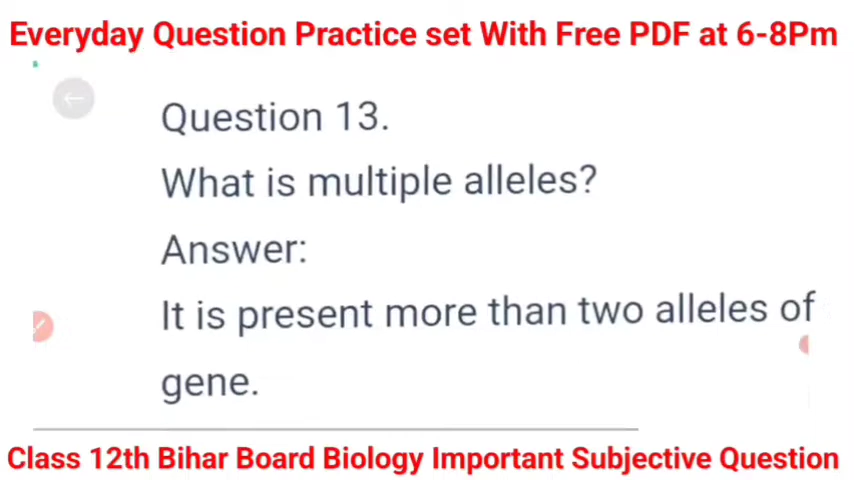 Everyday Question Practice set With Free PDF at 6-8Pm
Question 13.
What is multiple alleles?
Answer:
It is present more than two alleles of
gene.
Class 12th Bihar Board Biology Important Subjective Question